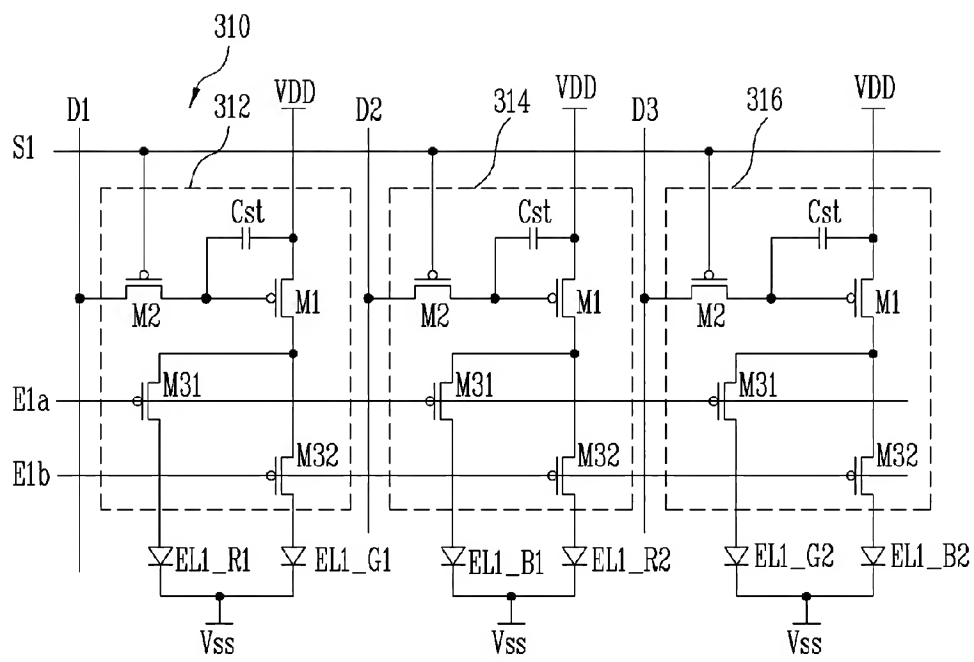 310
D1
312
VDD
D2
314
VDD
D3
316
VDD
S1
Cst
Cst
Cst
M2
M1
M2
M1
M2
M1
E1a
M31
M31
M31
E1b
M32
M32
M32
EL1_R1
EL1_G1
EL1_B1
EL1_R2
EL1_G2
EL1_B2
Vss
Vss
Vss